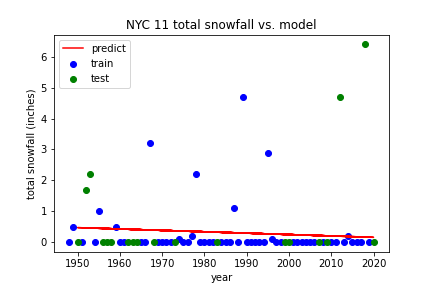 NYC 11 total snowfall vs. model
predict
train
test
total snowfall (inches)
6
5
4
3
2
1
0
1950 1960 1970 1980 1990 2000 2010 2020
year